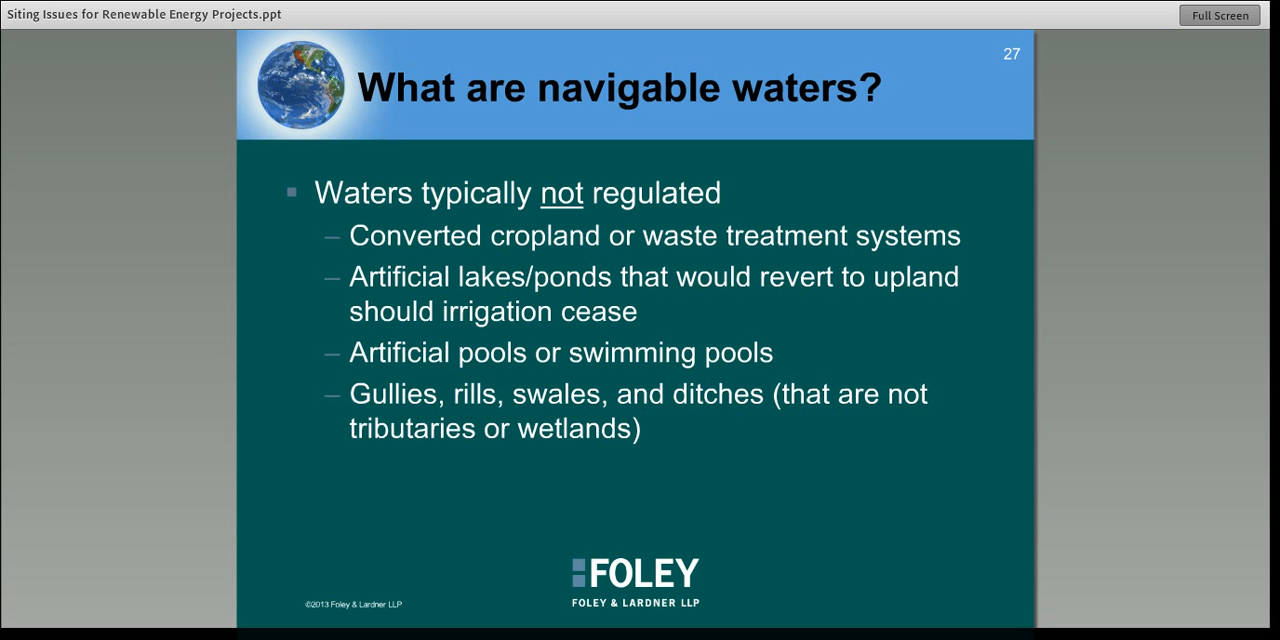 Siting Issues for Renewable Energy Projects.ppt
Full Screen
27
What are navigable waters?
▪ Waters typically not regulated
– Converted cropland or waste treatment systems
– Artificial lakes/ponds that would revert to upland
should irrigation cease
– Artificial pools or swimming pools
– Gullies, rills, swales, and ditches (that are not
tributaries or wetlands)
FOLEY
FOLEY & LARDNER LLP
©2013 Foley & Lardner LLP